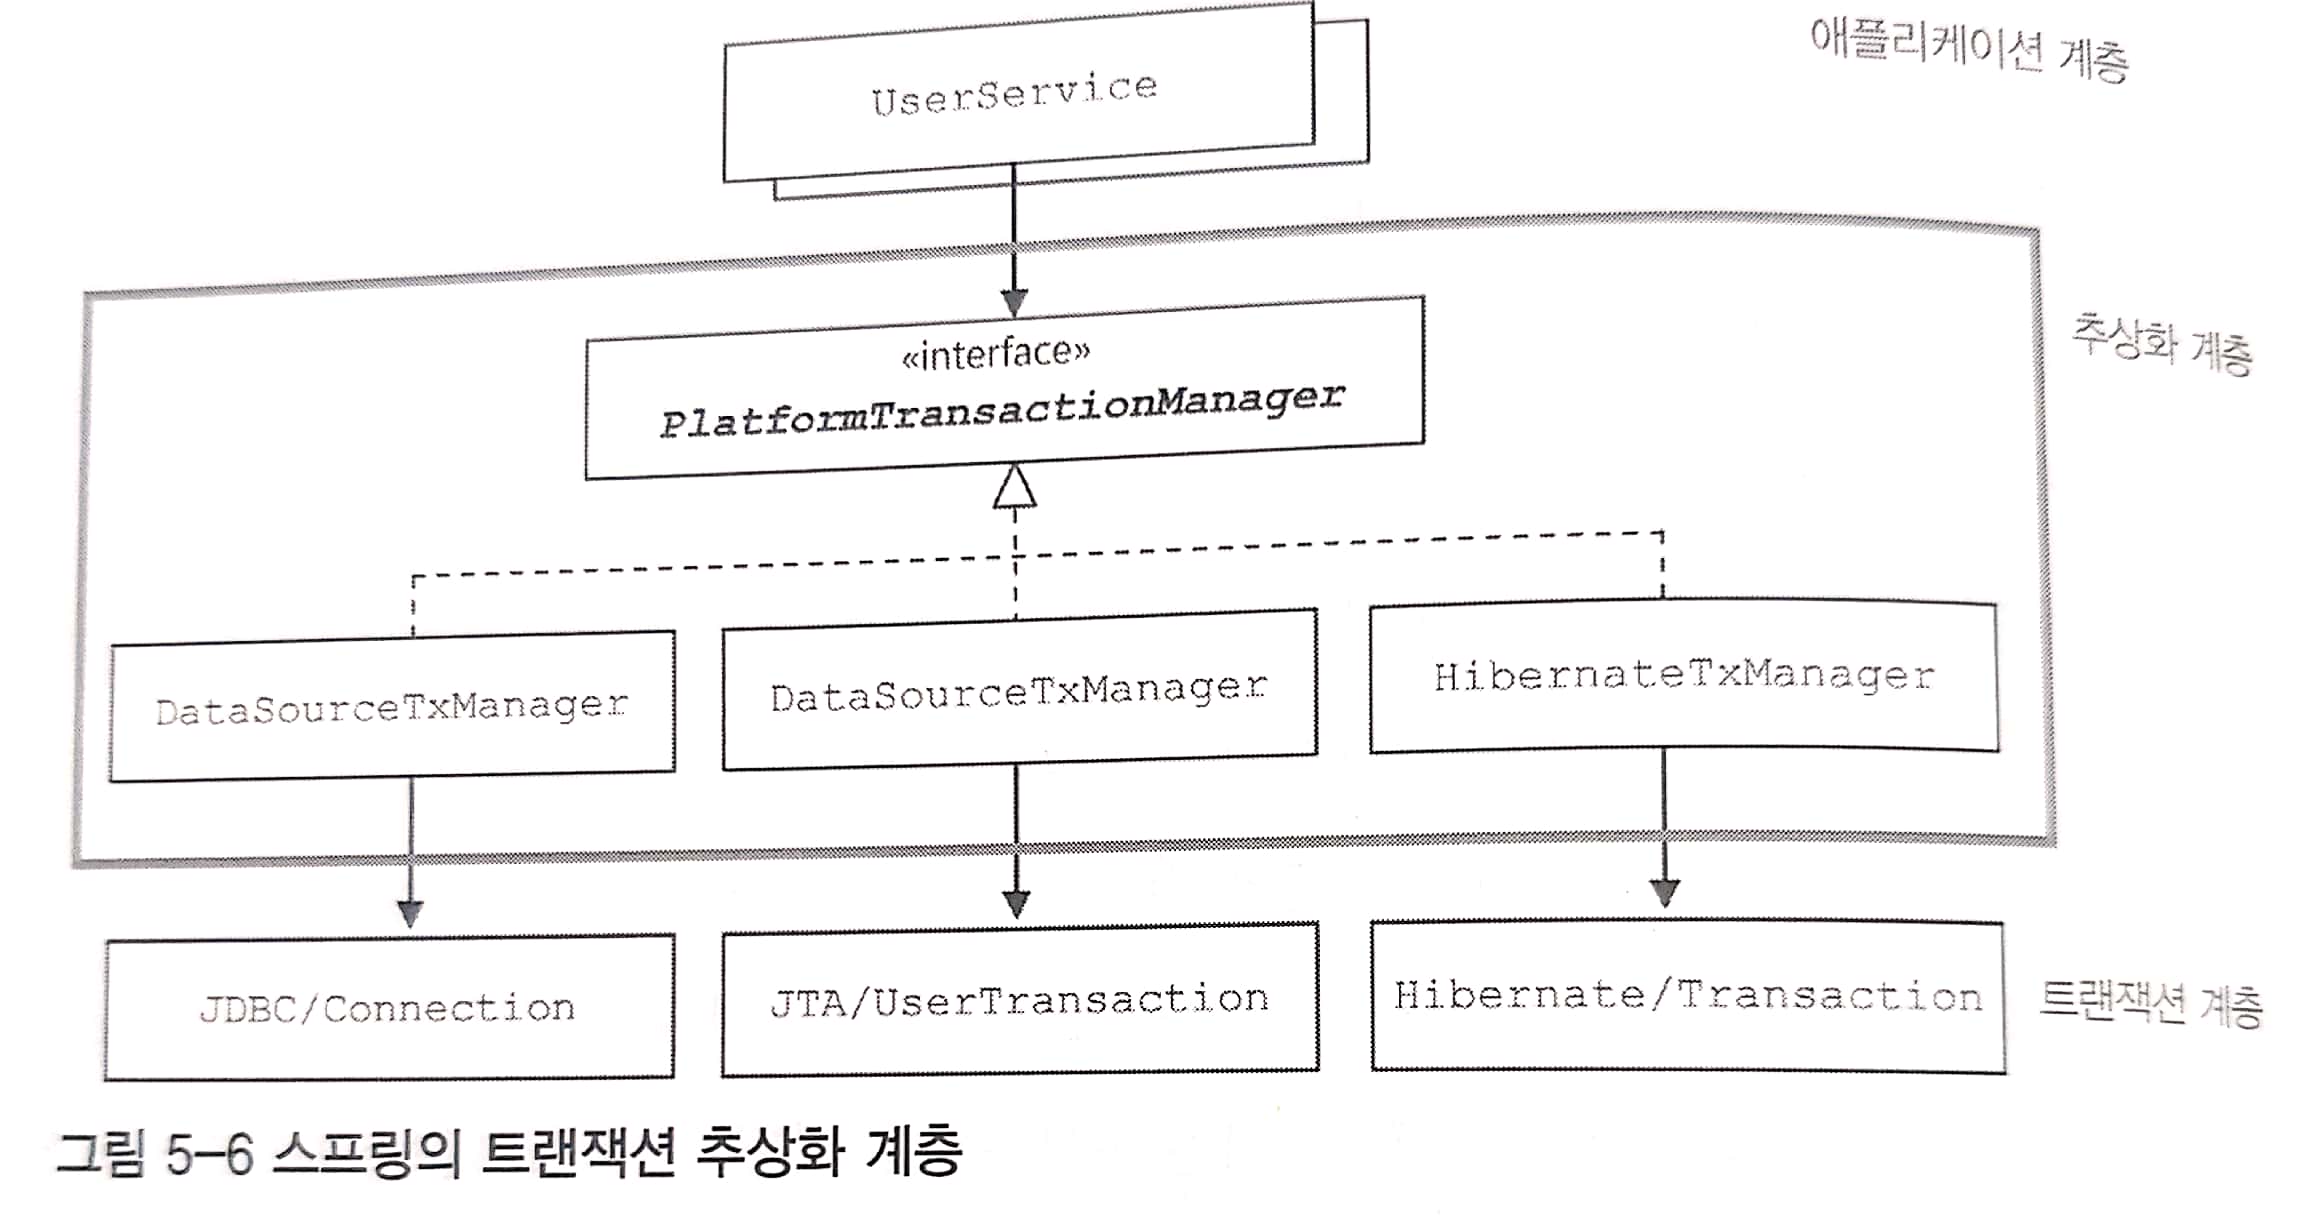 애플리케이션 계층
UserService
추상화 계층
«interface»
PlatformTransactionManager
DataSourceTxManager
DataSourceTxManager
HibernateTxManager
JDBC/Connection
JTA/UserTransaction
Hibernate/Transaction
트랜잭션 계층
그림 5-6 스프링의 트랜잭션 추상화 계층